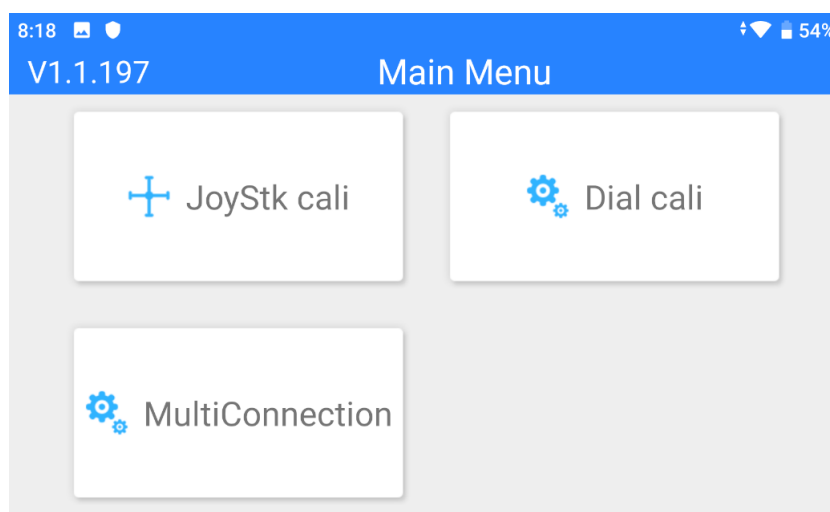 8:18 54%
V1.1.197 Main Menu
JoyStk cali Dial cali
MultiConnection